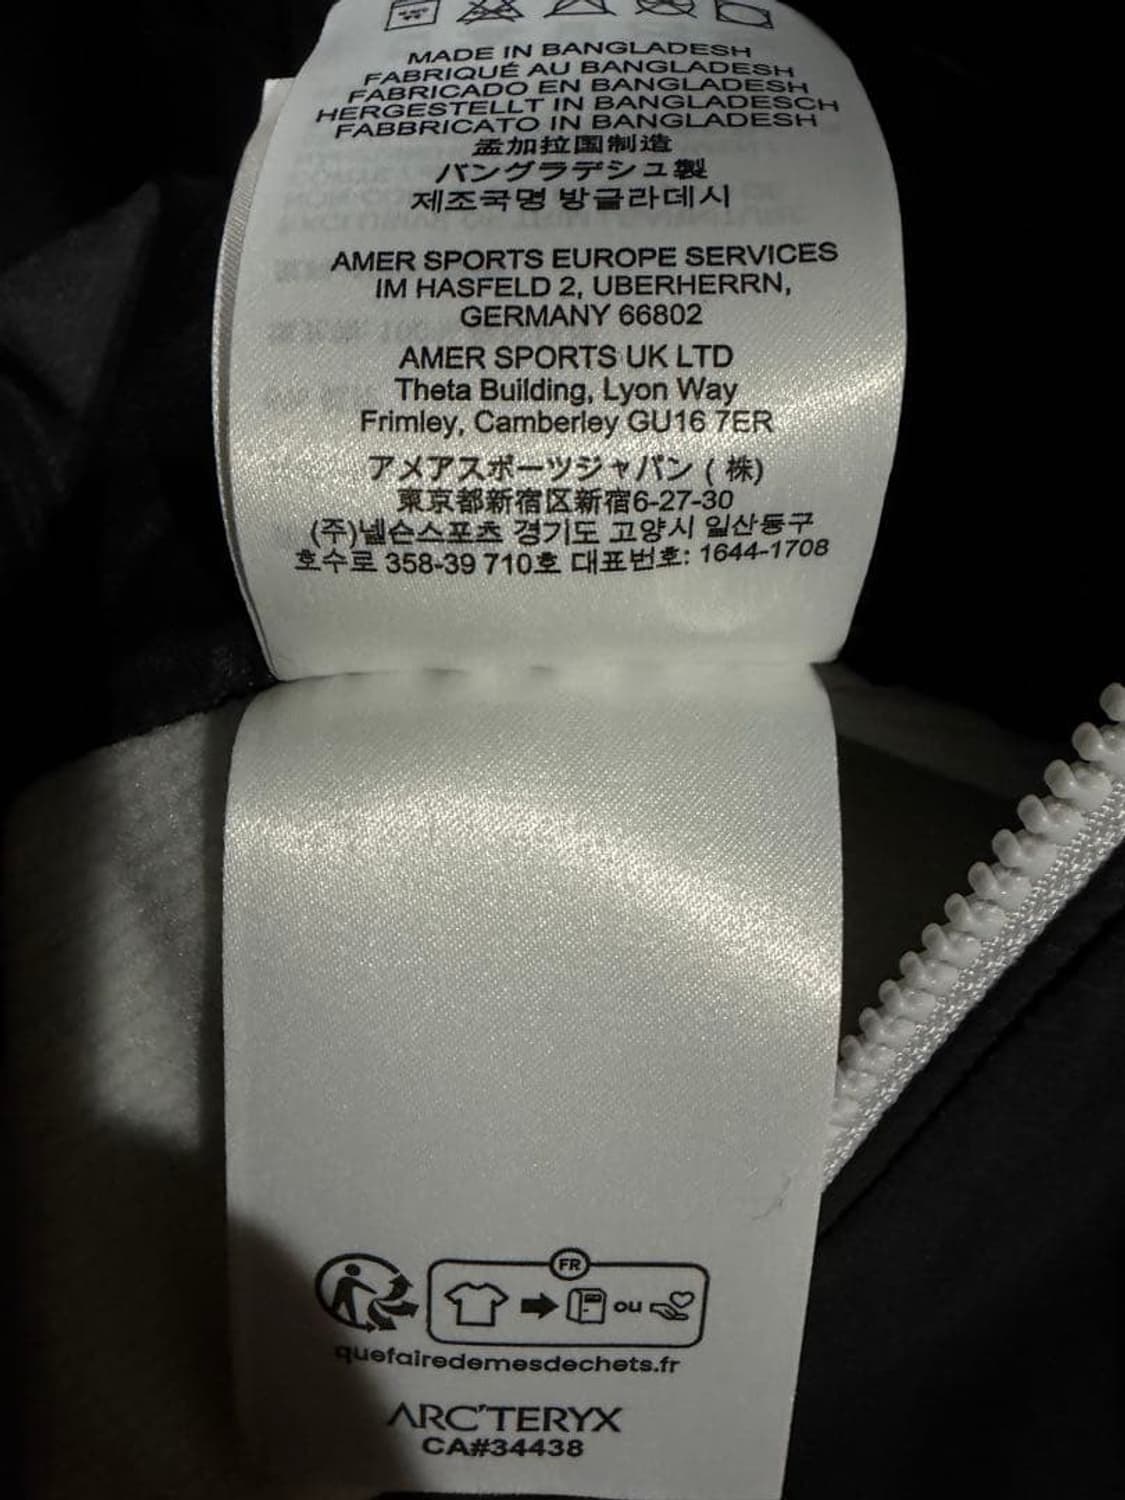 MADE IN BANGLADESH
FABRIQUÉ AU BANGLADESH
FABRICADO EN BANGLADESH
HERGESTELLT IN BANGLADESCH
FABBRICATO IN BANGLADESH
孟加拉国制造
バングラデシュ製
제조국명 방글라데시
AMER SPORTS EUROPE SERVICES
IM HASFELD 2, UBERHERRN,
GERMANY 66802
AMER SPORTS UK LTD
Theta Building, Lyon Way
Frimley, Camberley GU16 7ER
アメアスポーツジャパン (株)
東京都新宿区新宿6-27-30
(주)넬슨스포츠 경기도 고양시 일산동구
호수로 358-39 710호 대표번호: 1644-1708
FR
ou
quefairedemesdechets.fr
ARC'TERYX
CA#34438